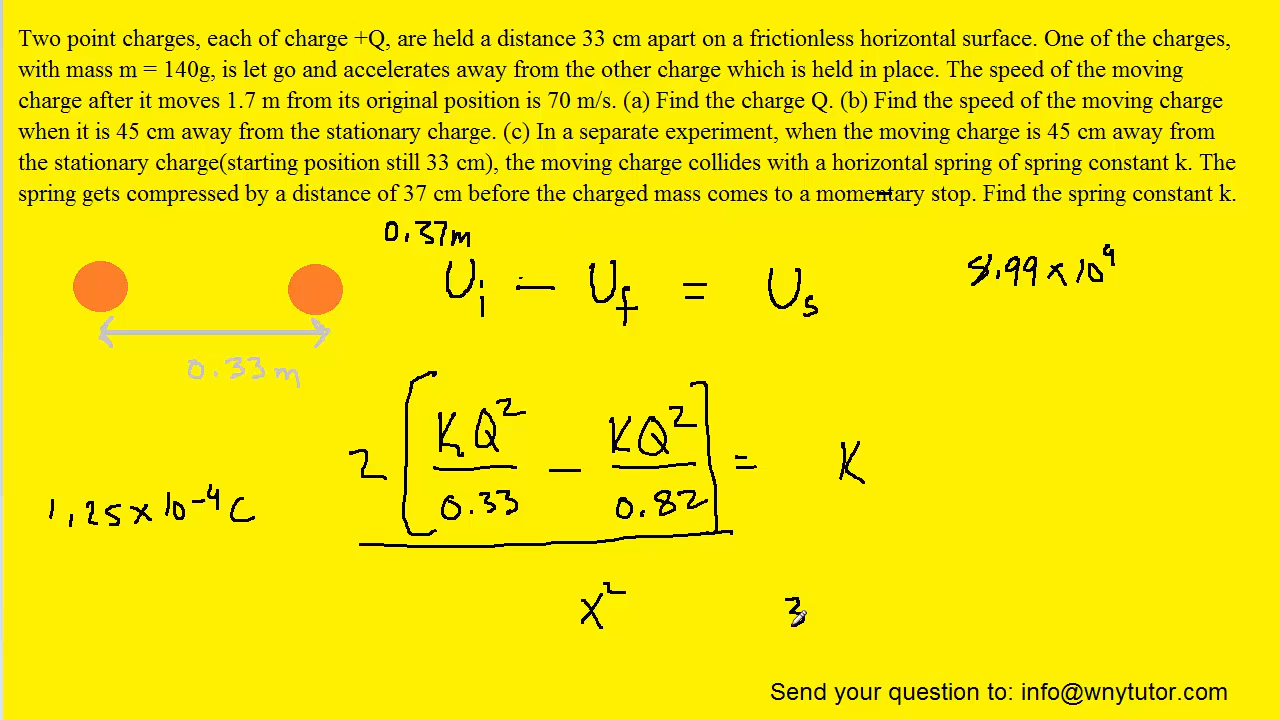 Two point charges, each of charge +Q, are held a distance 33 cm apart on a frictionless horizontal surface. One of the charges,
with mass m = 140g, is let go and accelerates away from the other charge which is held in place. The speed of the moving
charge after it moves 1.7 m from its original position is 70 m/s. (a) Find the charge Q. (b) Find the speed of the moving charge
when it is 45 cm away from the stationary charge. (c) In a separate experiment, when the moving charge is 45 cm away from
the stationary charge(starting position still 33 cm), the moving charge collides with a horizontal spring of spring constant k. The
spring gets compressed by a distance of 37 cm before the charged mass comes to a momentary stop. Find the spring constant k.
0.37m
Ui - Uf = Us
8.99 x 10^9
0.33m
2 [ KQ^2/0.33 - KQ^2/0.82 ] = K
1.25 x 10^-4 C
x^2
3
Send your question to: info@wnytutor.com